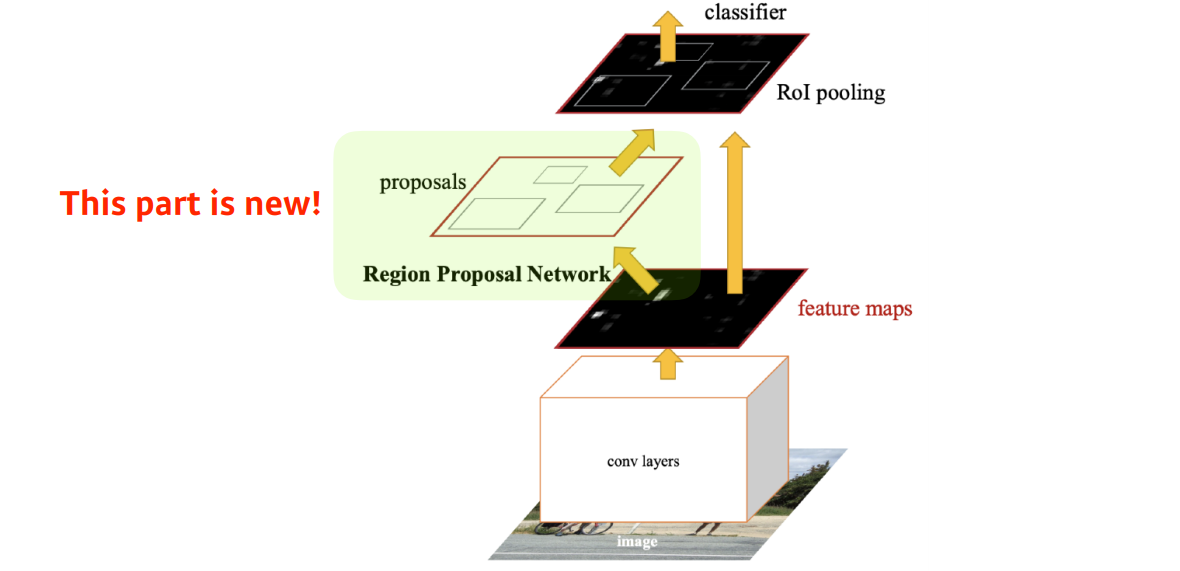 classifier
RoI pooling
proposals
This part is new!
Region Proposal Network
feature maps
conv layers
image